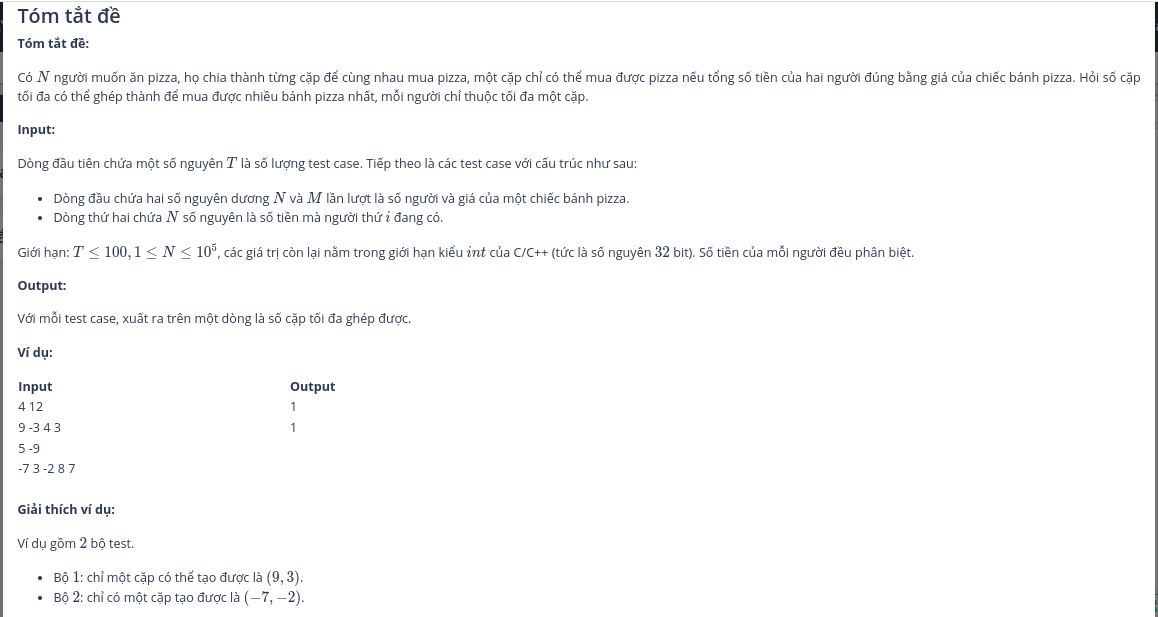 Tóm tắt đề
Tóm tắt đề:
Có N người muốn ăn pizza, họ chia thành từng cặp để cùng nhau mua pizza, một cặp chỉ có thể mua được pizza nếu tổng số tiền của hai người đúng bằng giá của chiếc bánh pizza. Hỏi số cặp
tối đa có thể ghép thành để mua được nhiều bánh pizza nhất, mỗi người chỉ thuộc tối đa một cặp.
Input:
Dòng đầu tiên chứa một số nguyên T là số lượng test case. Tiếp theo là các test case với cấu trúc như sau:
• Dòng đầu chứa hai số nguyên dương N và M lần lượt là số người và giá của một chiếc bánh pizza.
• Dòng thứ hai chứa N số nguyên là số tiền mà người thứ i đang có.
Giới hạn: T ≤ 100, 1 ≤ N ≤ 10⁵, các giá trị còn lại nằm trong giới hạn kiểu int của C/C++ (tức là số nguyên 32 bit). Số tiền của mỗi người đều phân biệt.
Output:
Với mỗi test case, xuất ra trên một dòng là số cặp tối đa ghép được.
Ví dụ:
Input Output
4 12 1
9 -3 4 3 1
5 -9
-7 3 -2 8 7
Giải thích ví dụ:
Ví dụ gồm 2 bộ test.
• Bộ 1: chỉ một cặp có thể tạo được là (9, 3).
• Bộ 2: chỉ có một cặp tạo được là (−7, −2).